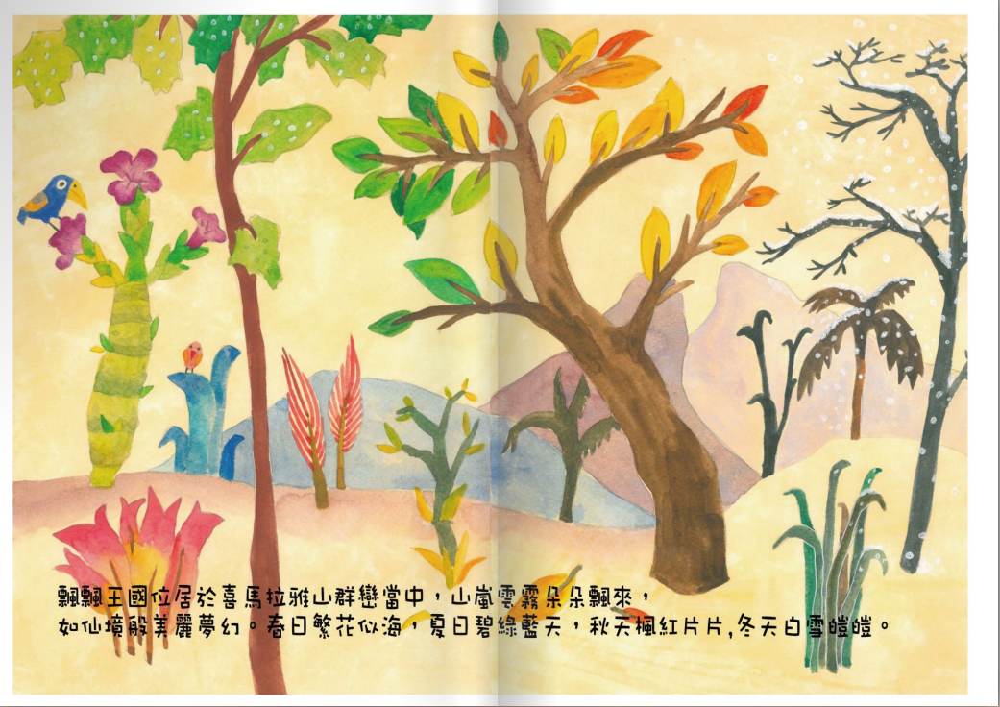 飄飄王國位居於喜馬拉雅山群戀當中，山嵐雲霧朵朵飄來，
如仙境般美麗夢幻。春日繁花似海，夏日碧綠藍天，秋天楓紅片片,冬天白雪皚皚。